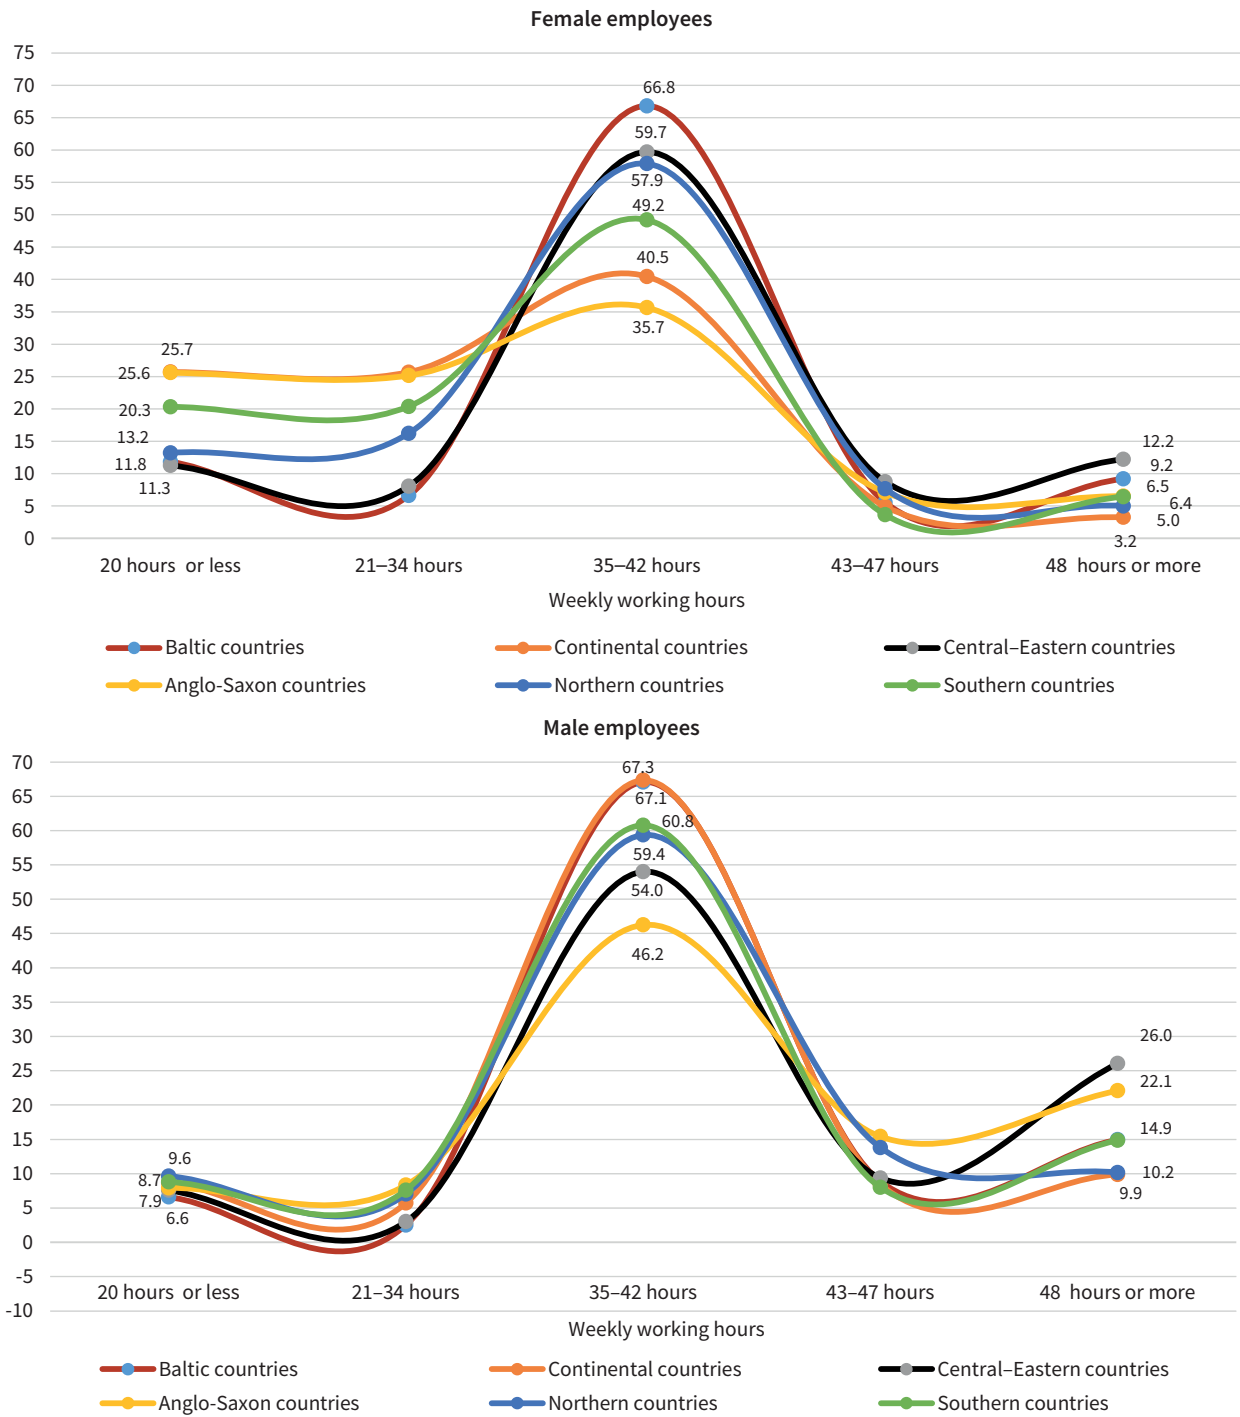 Female employees
75
70
65
60
55
50
45
40
35
30
25
20
15
10
5
0
66.8
59.7
57.9
49.2
40.5
35.7
25.7
25.6
20.3
13.2
11.8
11.3
12.2
9.2
6.5
6.4
5.0
3.2
20 hours or less
21–34 hours
35–42 hours
43–47 hours
48 hours or more
Weekly working hours
Baltic countries
Continental countries
Central–Eastern countries
Anglo-Saxon countries
Northern countries
Southern countries
Male employees
70
65
60
55
50
45
40
35
30
25
20
15
10
5
0
-5
-10
67.3
67.1
60.8
59.4
54.0
46.2
9.6
8.7
7.9
6.6
26.0
22.1
14.9
10.2
9.9
20 hours or less
21–34 hours
35–42 hours
43–47 hours
48 hours or more
Weekly working hours
Baltic countries
Continental countries
Central–Eastern countries
Anglo-Saxon countries
Northern countries
Southern countries